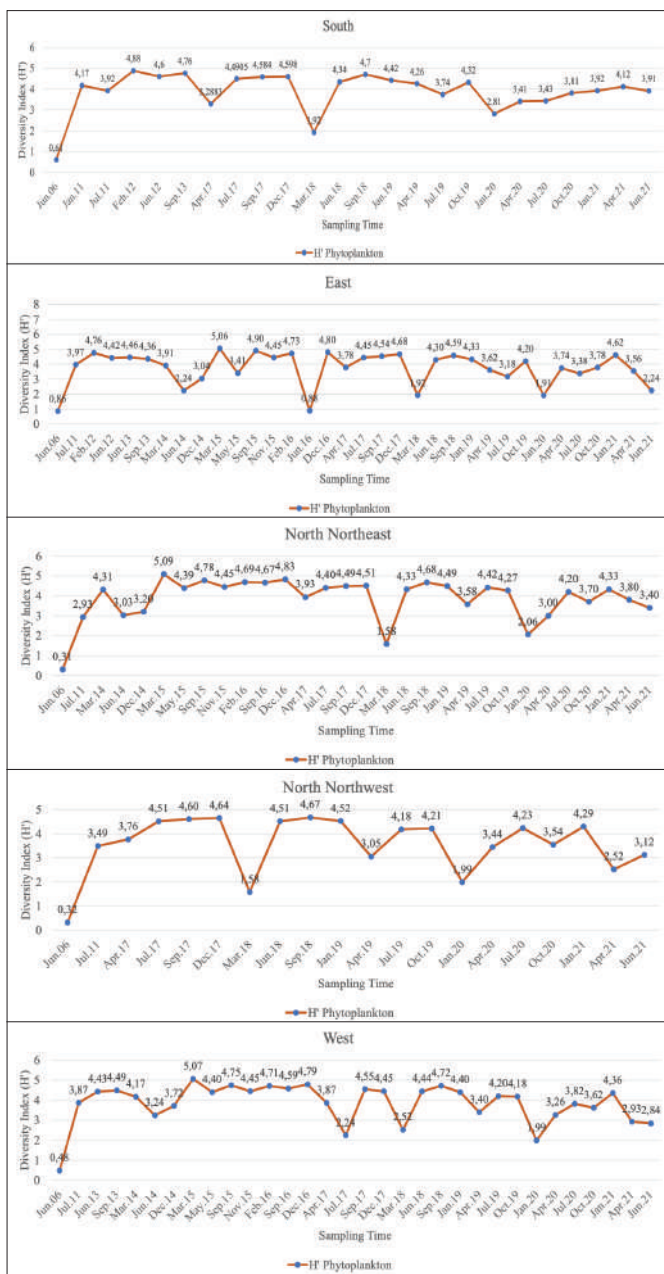 South
Diversity Index (H')
6
5
4
3
2
1
0
4,17 3,92 4,88 4,6 4,76 4,584 4,598 4,34 4,7 4,42 4,26 3,74 4,32 2,81 3,41 3,43 3,81 3,92 4,12 3,91
Jun.06 Jun.11 Jul.11 Feb.12 Jun.12 Sep.13 Apr.17 Jul.17 Sep.17 Dec.17 Mar.18 Jun.18 Sep.18 Jan.19 Apr.19 Jul.19 Oct.19 Jan.20 Apr.20 Jul.20 Oct.20 Jan.21 Apr.21 Jun.21
Sampling Time
H' Phytoplankton
East
Diversity Index (H')
8
7
6
5
4
3
2
1
0
0,86 3,97 4,76 4,42 4,46 4,36 3,91 2,24 3,04 5,06 3,41 4,90 4,45 4,73 0,88 4,80 3,78 4,45 4,54 4,68 1,92 4,30 4,59 4,33 3,62 3,18 4,20 1,91 3,74 3,38 3,78 4,62 3,56 2,24
Jun.06 Jul.11 Feb.12 Jun.12 Jun.13 Sep.13 Mar.14 Jun.14 Dec.14 Mar.15 May.15 Sep.15 Nov.15 Feb.16 Jun.16 Dec.16 Apr.17 Jul.17 Sep.17 Dec.17 Mar.18 Jun.18 Sep.18 Jan.19 Apr.19 Jul.19 Oct.19 Jan.20 Apr.20 Jul.20 Oct.20 Jan.21 Apr.21 Jun.21
Sampling Time
H' Phytoplankton
North Northeast
Diversity Index (H')
6
5
4
3
2
1
0
0,31 2,93 4,31 3,03 3,20 5,09 4,39 4,78 4,45 4,69 4,67 4,83 3,93 4,40 4,49 4,51 1,58 4,33 4,68 4,49 3,58 4,42 4,27 2,06 3,00 4,20 3,70 4,33 3,80 3,40
Jun.06 Jul.11 Mar.14 Jun.14 Dec.14 Mar.15 May.15 Sep.15 Nov.15 Feb.16 Sep.16 Dec.16 Apr.17 Jul.17 Sep.17 Dec.17 Mar.18 Jun.18 Sep.18 Jan.19 Apr.19 Jul.19 Oct.19 Jan.20 Apr.20 Jul.20 Oct.20 Jan.21 Apr.21 Jun.21
Sampling Time
H' Phytoplankton
North Northwest
Diversity Index (H')
5
4
3
2
1
0
0,32 3,49 3,76 4,51 4,60 4,64 1,58 4,51 4,67 4,52 3,05 4,18 4,21 1,99 3,44 4,23 3,54 4,29 2,52 3,12
Jun.06 Jul.11 Apr.17 Jul.17 Sep.17 Dec.17 Mar.18 Jun.18 Sep.18 Jan.19 Apr.19 Jul.19 Oct.19 Jan.20 Apr.20 Jul.20 Oct.20 Jan.21 Apr.21 Jun.21
Sampling Time
H' Phytoplankton
West
Diversity Index (H')
6
5
4
3
2
1
0
0,48 3,87 4,43 4,49 4,17 3,24 3,72 5,07 4,40 4,75 4,45 4,71 4,59 4,79 3,87 2,24 4,55 4,45 2,52 4,44 4,72 4,40 3,40 4,20 4,18 1,99 3,26 3,82 3,62 4,36 2,93 2,84
Jun.06 Jul.11 Jun.13 Sep.13 Mar.14 Jun.14 Dec.14 Mar.15 May.15 Sep.15 Nov.15 Feb.16 Sep.16 Dec.16 Apr.17 Jul.17 Sep.17 Dec.17 Mar.18 Jun.18 Sep.18 Jan.19 Apr.19 Jul.19 Oct.19 Jan.20 Apr.20 Jul.20 Oct.20 Jan.21 Apr.21 Jun.21
Sampling Time
H' Phytoplankton